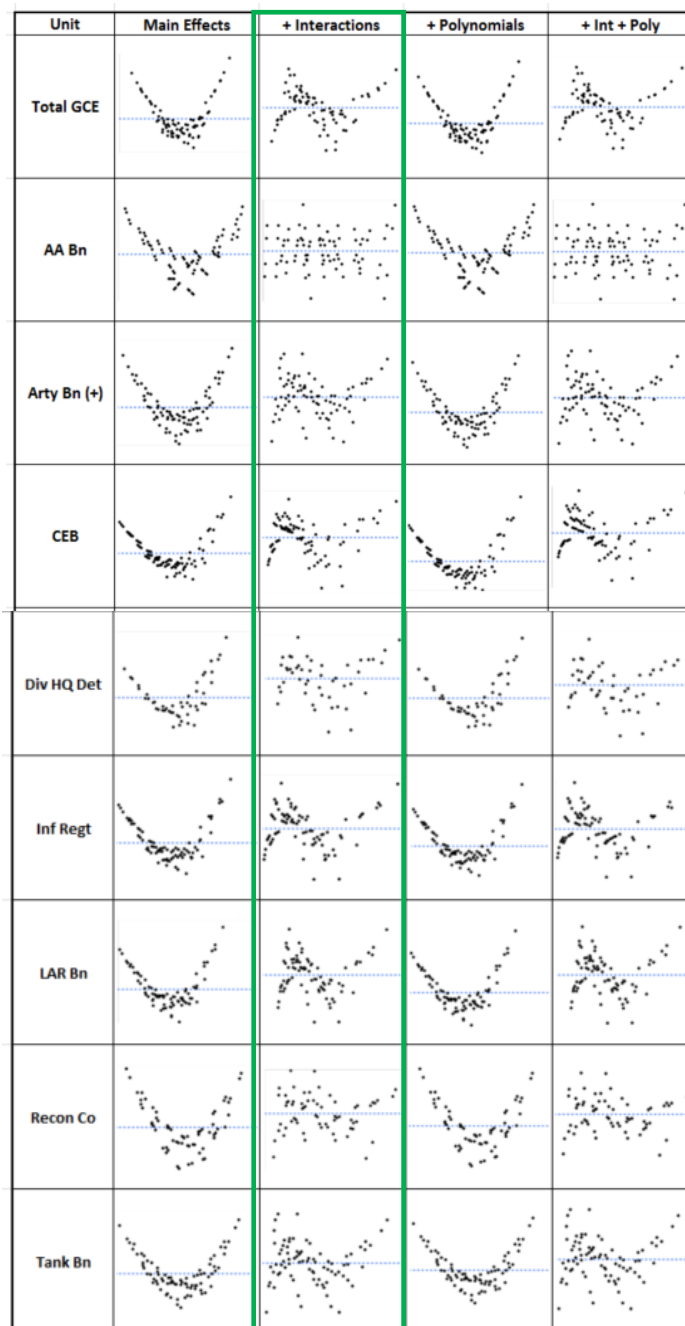 Unit Main Effects + Interactions + Polynomials + Int + Poly
Total GCE
AA Bn
Arty Bn (+)
CEB
Div HQ Det
Inf Regt
LAR Bn
Recon Co
Tank Bn